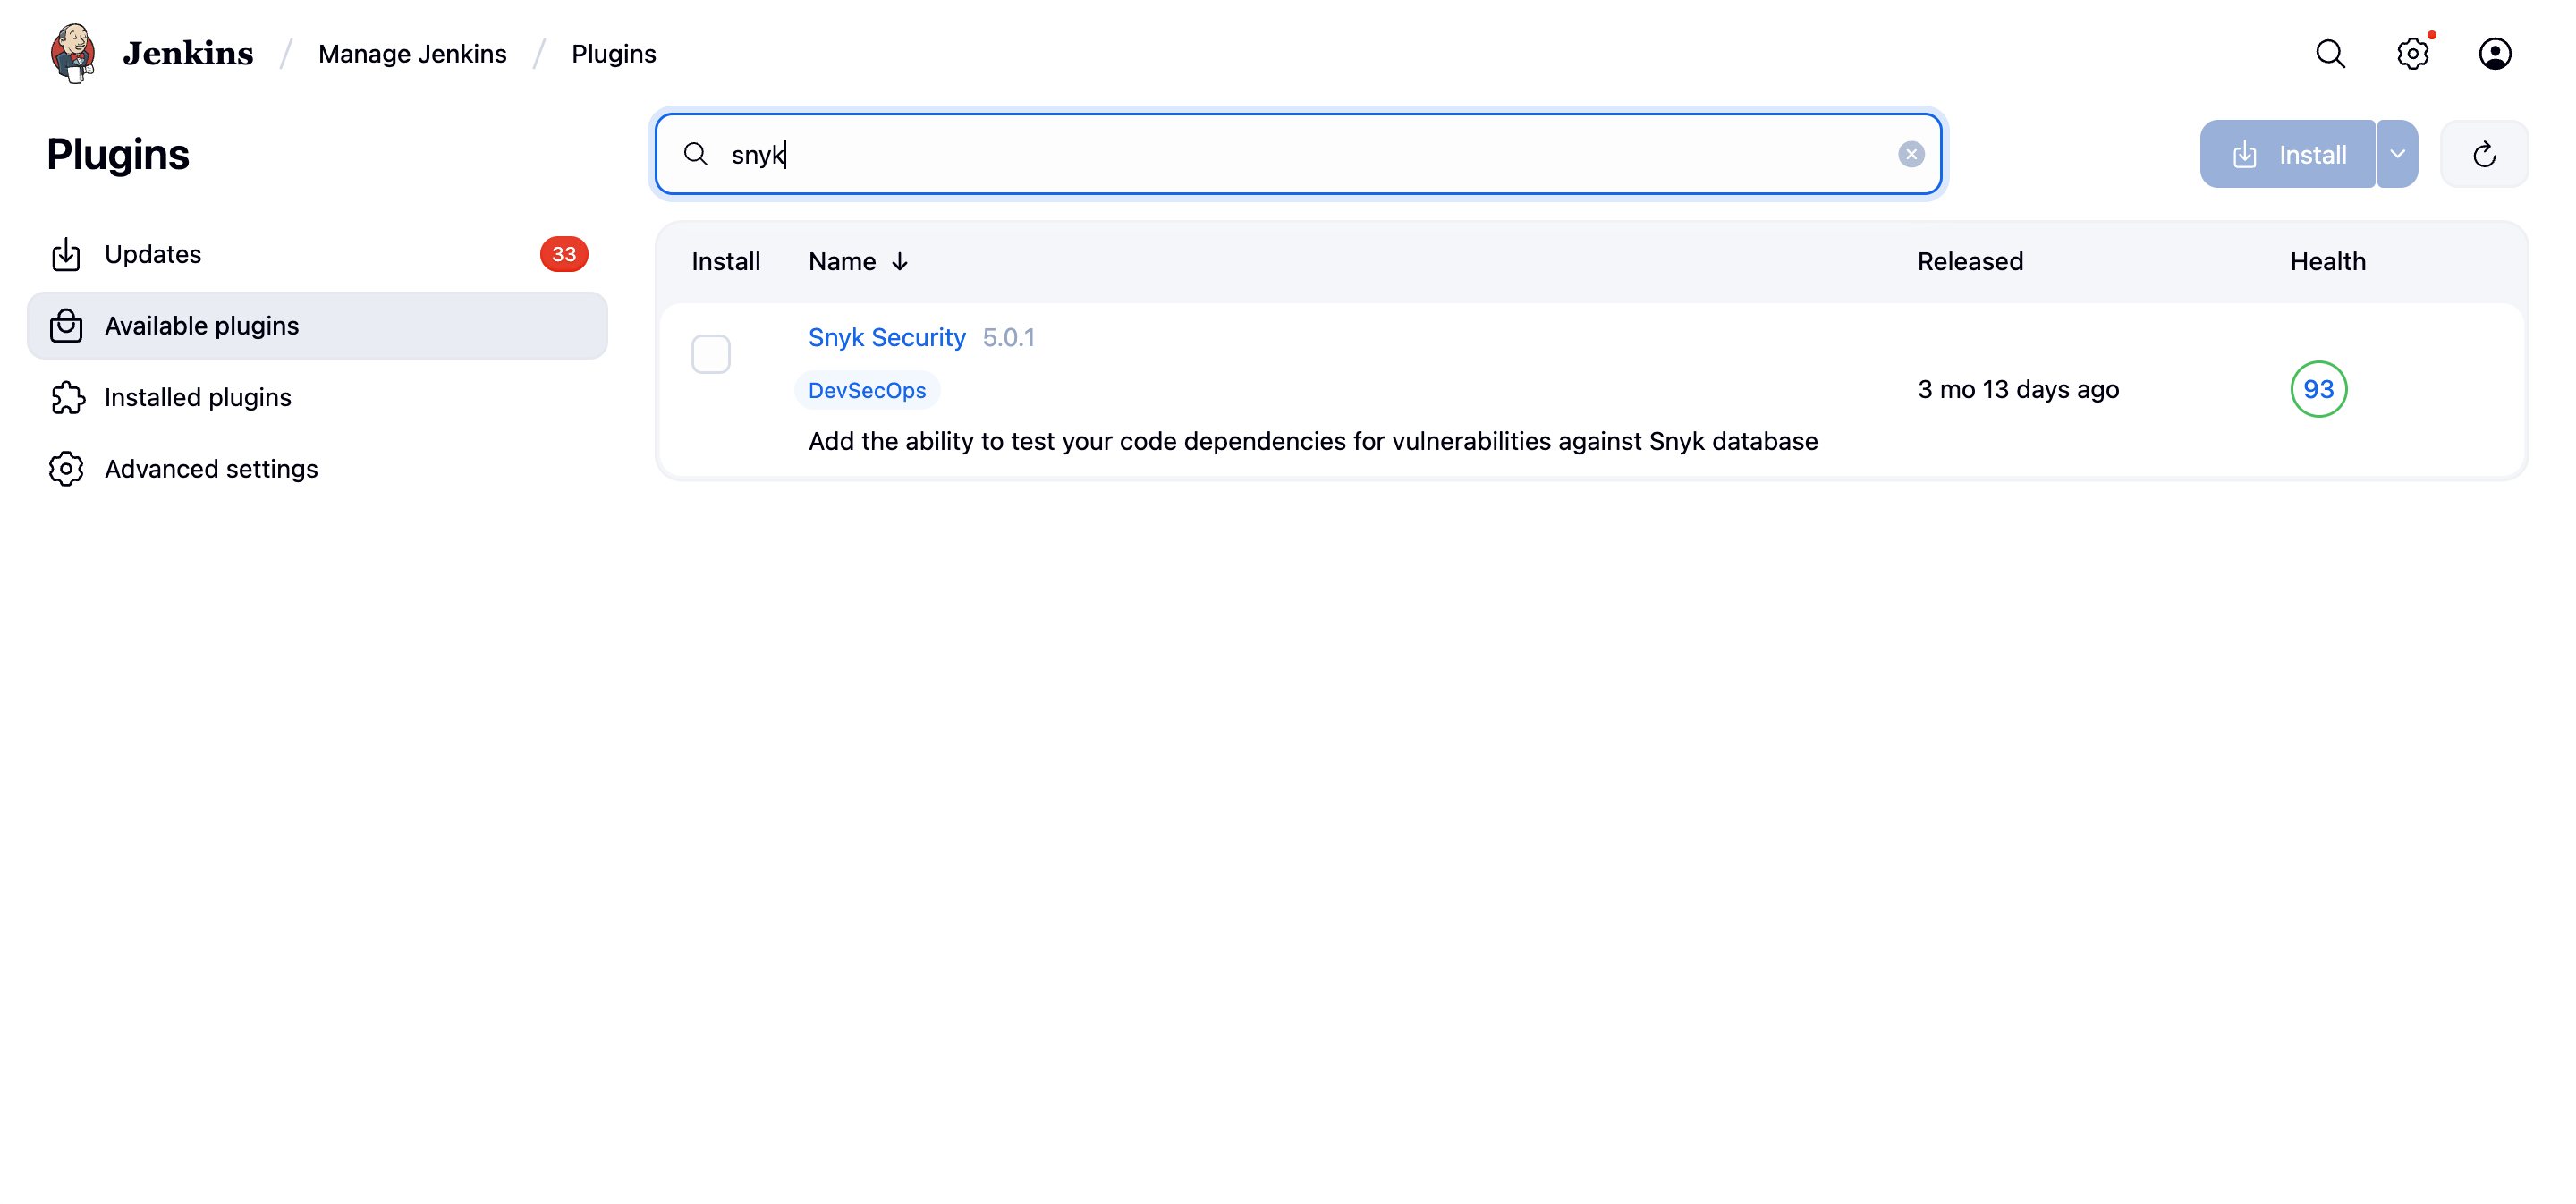 Jenkins / Manage Jenkins / Plugins
Plugins
snyk
Install
Updates 33
Available plugins
Installed plugins
Advanced settings
Install Name Released Health
Snyk Security 5.0.1
DevSecOps
3 mo 13 days ago 93
Add the ability to test your code dependencies for vulnerabilities against Snyk database